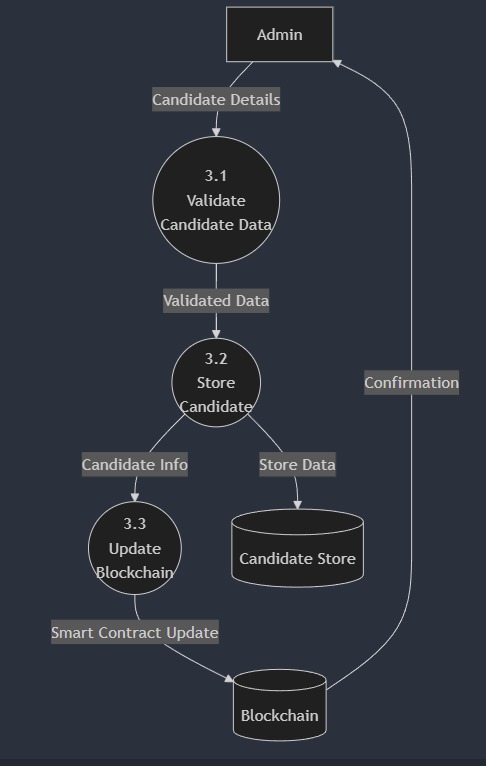 Admin
Candidate Details
3.1
Validate
Candidate Data
Validated Data
3.2
Store
Candidate
Confirmation
Candidate Info
Store Data
3.3
Update
Blockchain
Candidate Store
Smart Contract Update
Blockchain